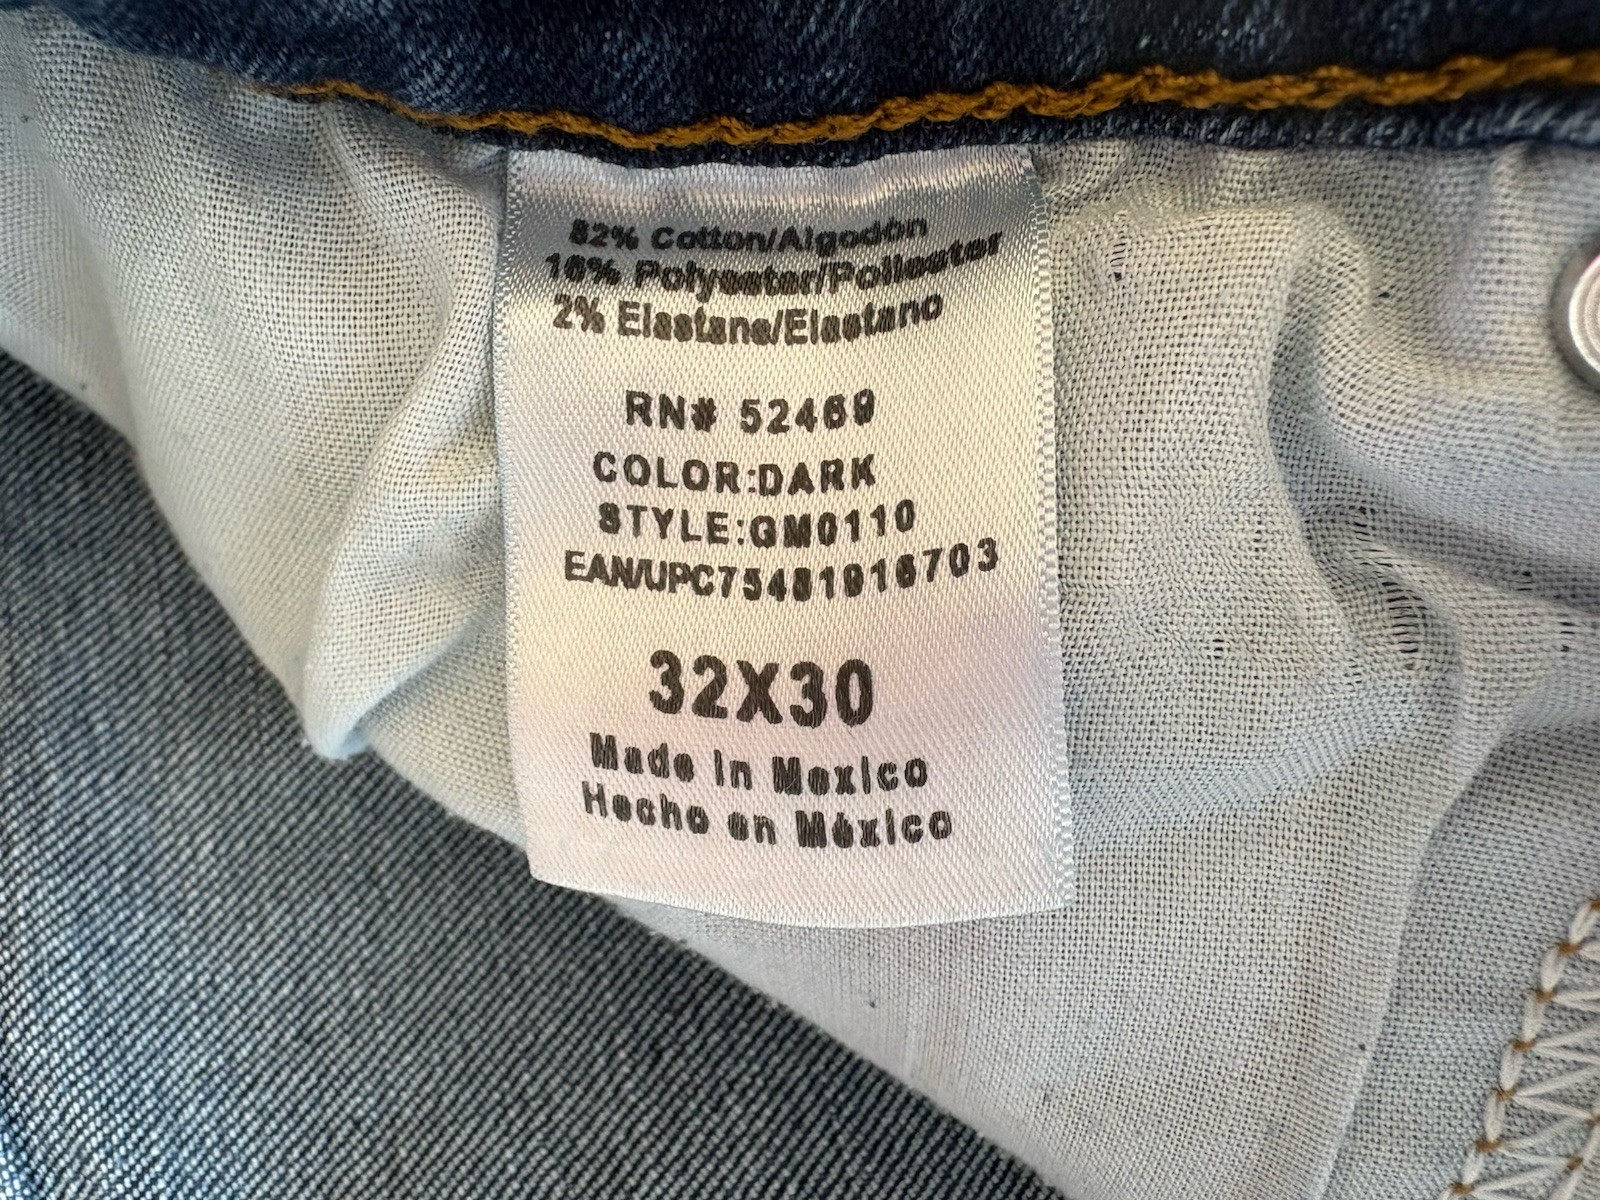 82% Cotton/Algodón
16% Polyester/Poliester
2% Elastane/Elastano
RN# 52469
COLOR:DARK
STYLE:GM0110
EAN/UPC75481916703
32X30
Made in Mexico
Hecho en México